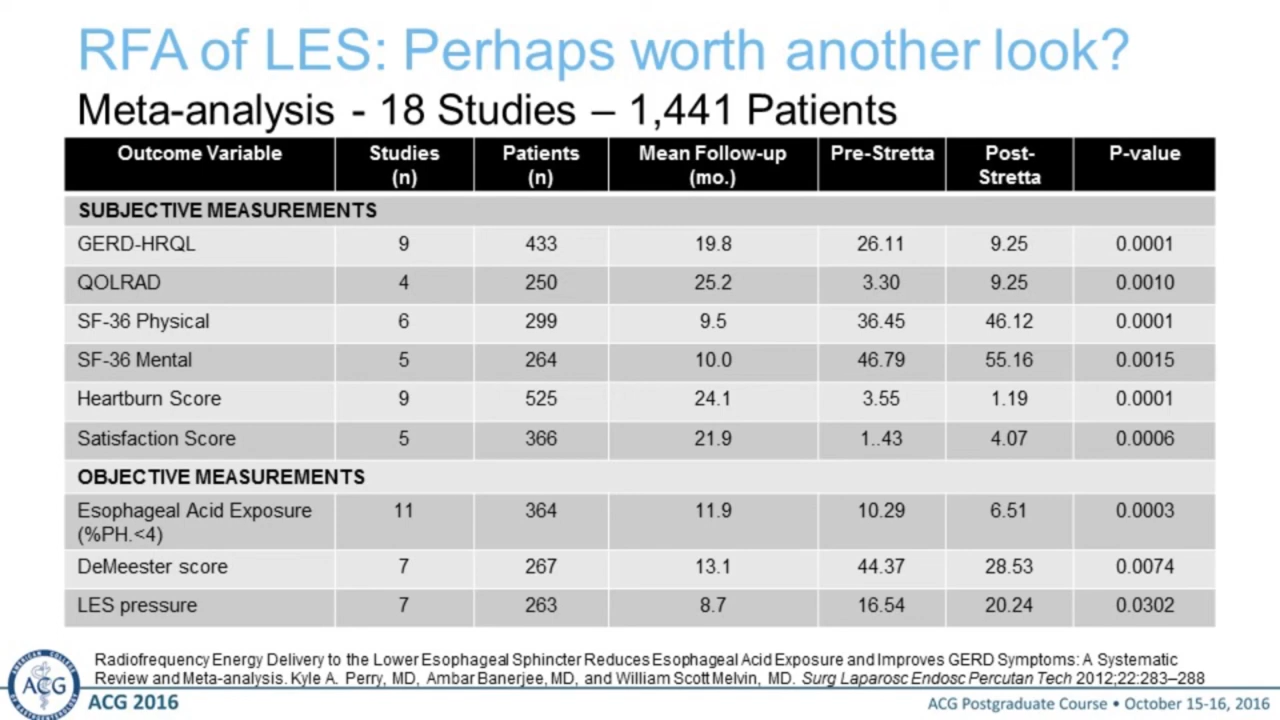 RFA of LES: Perhaps worth another look?
Meta-analysis - 18 Studies – 1,441 Patients
Outcome Variable Studies (n) Patients (n) Mean Follow-up (mo.) Pre-Stretta Post-Stretta P-value
SUBJECTIVE MEASUREMENTS
GERD-HRQL 9 433 19.8 26.11 9.25 0.0001
QOLRAD 4 250 25.2 3.30 9.25 0.0010
SF-36 Physical 6 299 9.5 36.45 46.12 0.0001
SF-36 Mental 5 264 10.0 46.79 55.16 0.0015
Heartburn Score 9 525 24.1 3.55 1.19 0.0001
Satisfaction Score 5 366 21.9 1..43 4.07 0.0006
OBJECTIVE MEASUREMENTS
Esophageal Acid Exposure (%PH.<4) 11 364 11.9 10.29 6.51 0.0003
DeMeester score 7 267 13.1 44.37 28.53 0.0074
LES pressure 7 263 8.7 16.54 20.24 0.0302
Radiofrequency Energy Delivery to the Lower Esophageal Sphincter Reduces Esophageal Acid Exposure and Improves GERD Symptoms: A Systematic
Review and Meta-analysis. Kyle A. Perry, MD, Ambar Banerjee, MD, and William Scott Melvin, MD. Surg Laparosc Endosc Percutan Tech 2012;22:283–288
ACG
ACG 2016
ACG Postgraduate Course • October 15-16, 2016